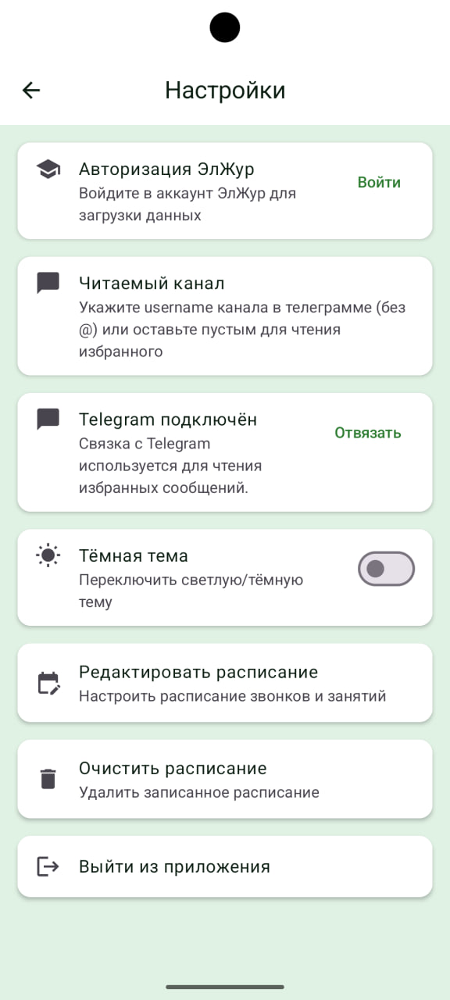 Настройки
Авторизация ЭлЖур
Войдите в аккаунт ЭлЖур для
загрузки данных
Войти
Читаемый канал
Укажите username канала в телеграмме (без
@) или оставьте пустым для чтения
избранного
Telegram подключён
Связка с Telegram
используется для чтения
избранных сообщений.
Отвязать
Тёмная тема
Переключить светлую/тёмную
тему
Редактировать расписание
Настроить расписание звонков и занятий
Очистить расписание
Удалить записанное расписание
Выйти из приложения